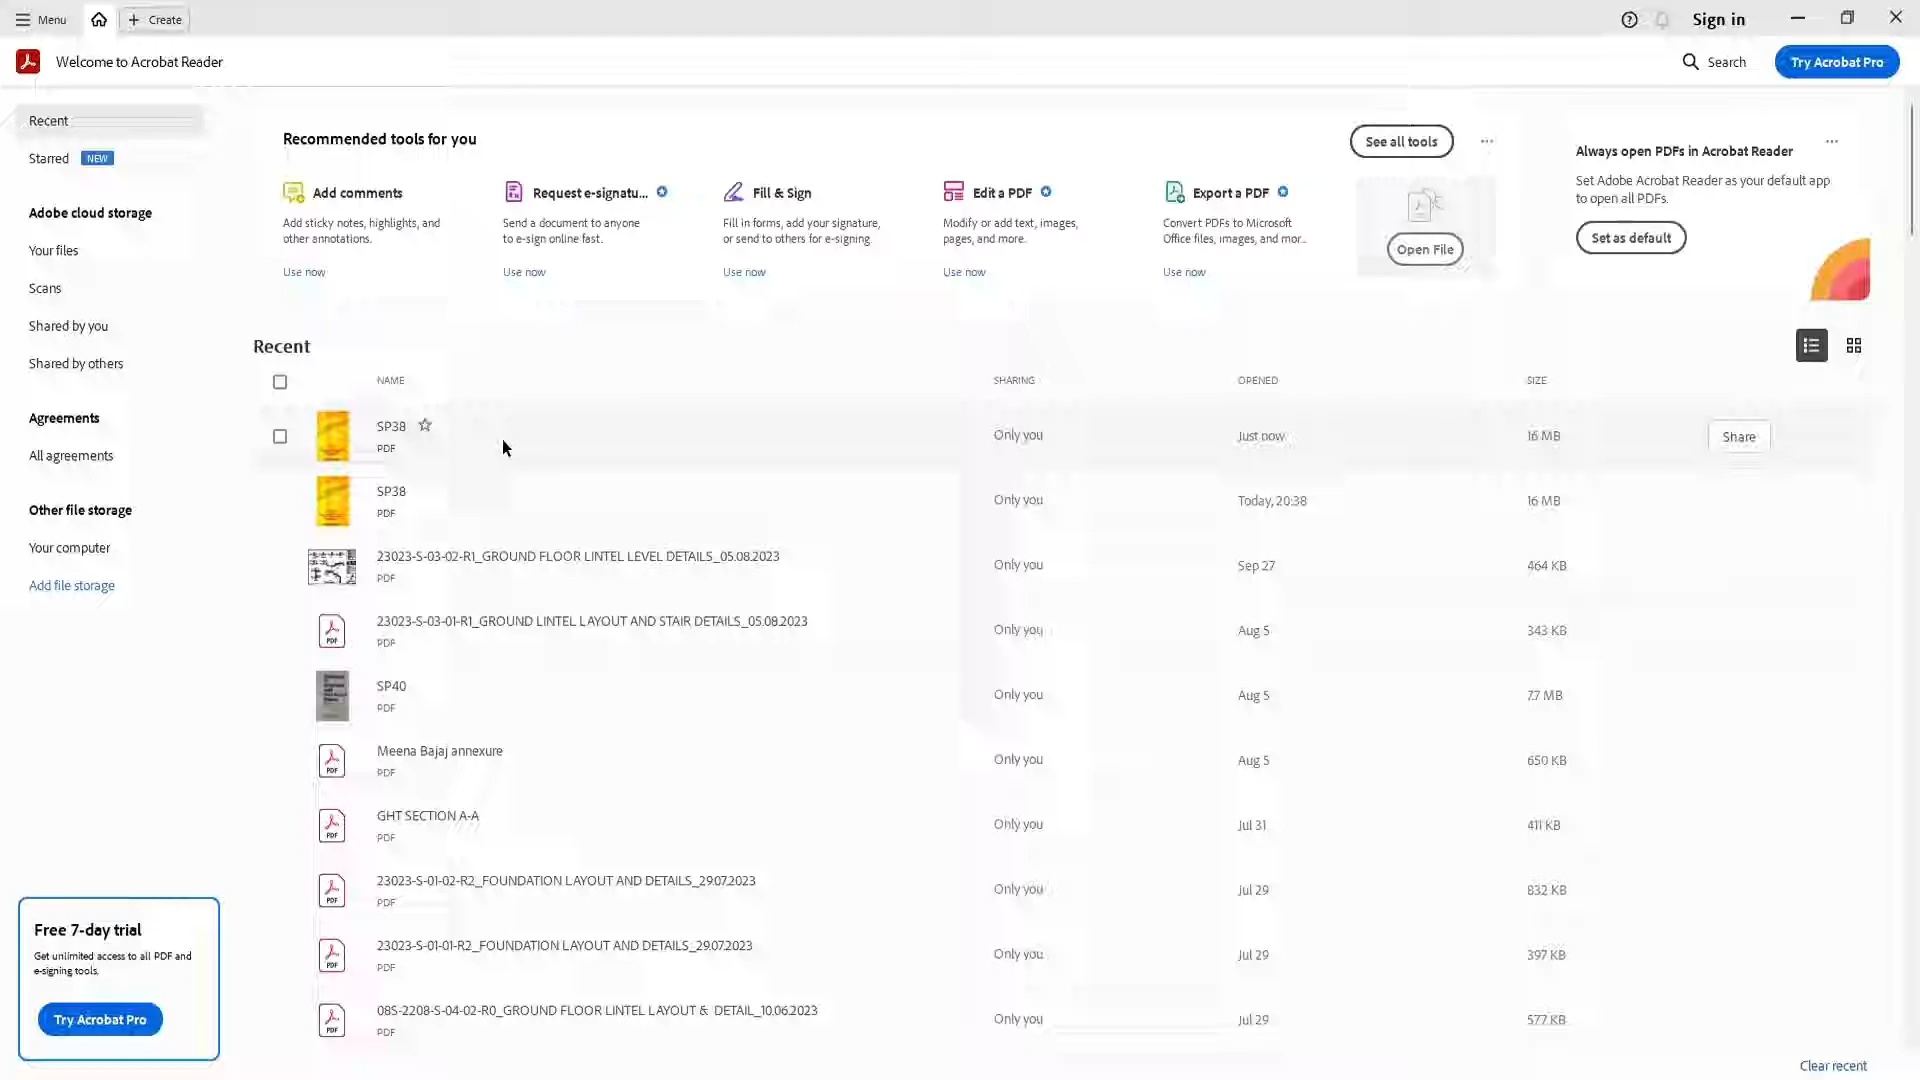 Menu
Create
Sign in
Welcome to Acrobat Reader
Search
Try Acrobat Pro
Recent
Starred NEW
Adobe cloud storage
Your files
Scans
Shared by you
Shared by others
Agreements
All agreements
Other file storage
Your computer
Add file storage
Free 7-day trial
Get unlimited access to all PDF and
e-signing tools.
Try Acrobat Pro
Recommended tools for you
See all tools
Add comments
Add sticky notes, highlights, and
other annotations.
Use now
Request e-signatu...
Send a document to anyone
to e-sign online fast.
Use now
Fill & Sign
Fill in forms, add your signature,
or send to others for e-signing.
Use now
Edit a PDF
Modify or add text, images,
pages, and more.
Use now
Export a PDF
Convert PDFs to Microsoft
Office files, images, and mor...
Use now
Open File
Always open PDFs in Acrobat Reader
Set Adobe Acrobat Reader as your default app
to open all PDFs.
Set as default
Recent
NAME SHARING OPENED SIZE
SP38 Only you Just now 16 MB Share
PDF
SP38 Only you Today, 20:38 16 MB
PDF
23023-S-03-02-R1_GROUND FLOOR LINTEL LEVEL DETAILS_05.08.2023 Only you Sep 27 464 KB
PDF
23023-S-03-01-R1_GROUND LINTEL LAYOUT AND STAIR DETAILS_05.08.2023 Only you Aug 5 343 KB
PDF
SP40 Only you Aug 5 7.7 MB
PDF
Meena Bajaj annexure Only you Aug 5 650 KB
PDF
GHT SECTION A-A Only you Jul 31 411 KB
PDF
23023-S-01-02-R2_FOUNDATION LAYOUT AND DETAILS_29.07.2023 Only you Jul 29 832 KB
PDF
23023-S-01-01-R2_FOUNDATION LAYOUT AND DETAILS_29.07.2023 Only you Jul 29 397 KB
PDF
08S-2208-S-04-02-R0_GROUND FLOOR LINTEL LAYOUT & DETAIL_10.06.2023 Only you Jul 29 577 KB
PDF
Clear recent